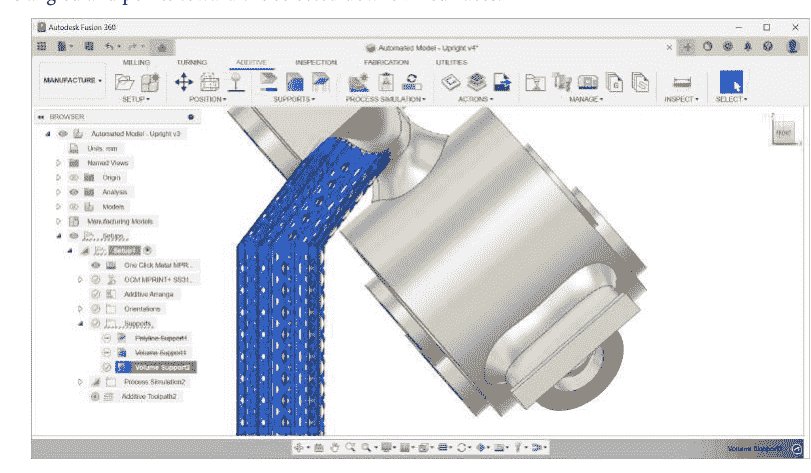 Autodesk Fusion 360
Automated Model - Upright v4*
MILLING TURNING ADDITIVE INSPECTION FABRICATION UTILITIES
MANUFACTURE
SETUP POSITION SUPPORTS PROCESS SIMULATION ACTIONS MANAGE INSPECT SELECT
BROWSER
FRONT
Automated Model - Upright v3
Units: mm
Named Views
Origin
Analysis
Models
Manufacturing Models
Setups
Setup1
One Click Metal MPR...
OCM MPRINT+ SS31...
Additive Arrange
Orientations
Supports
Polyline Support1
Volume Support1
Volume Support2
Process Simulation2
Additive Toolpath2